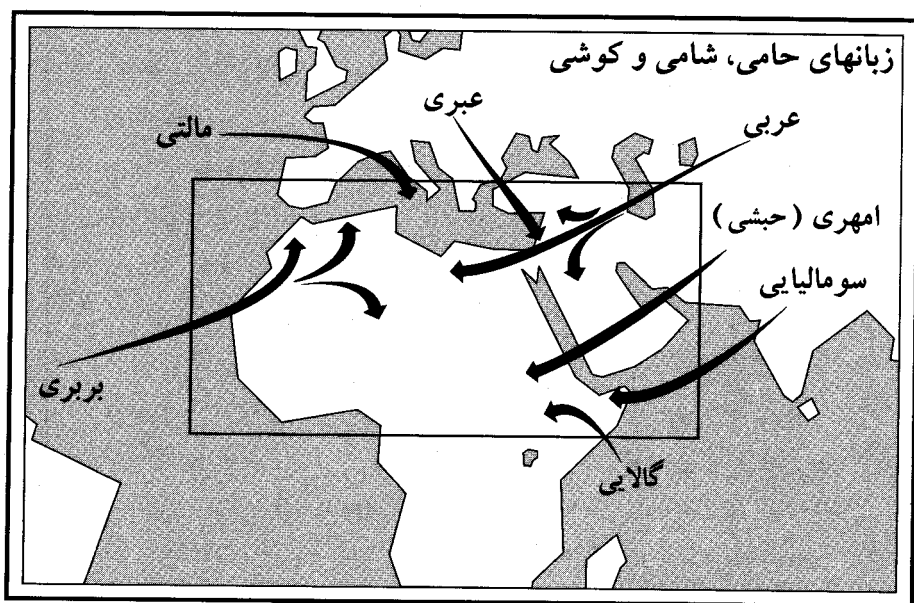 زبانهای حامی، شامی و کوشی
عبری
عربی
مالتی
امهری (حبشی)
سومالیایی
بربری
گالایی